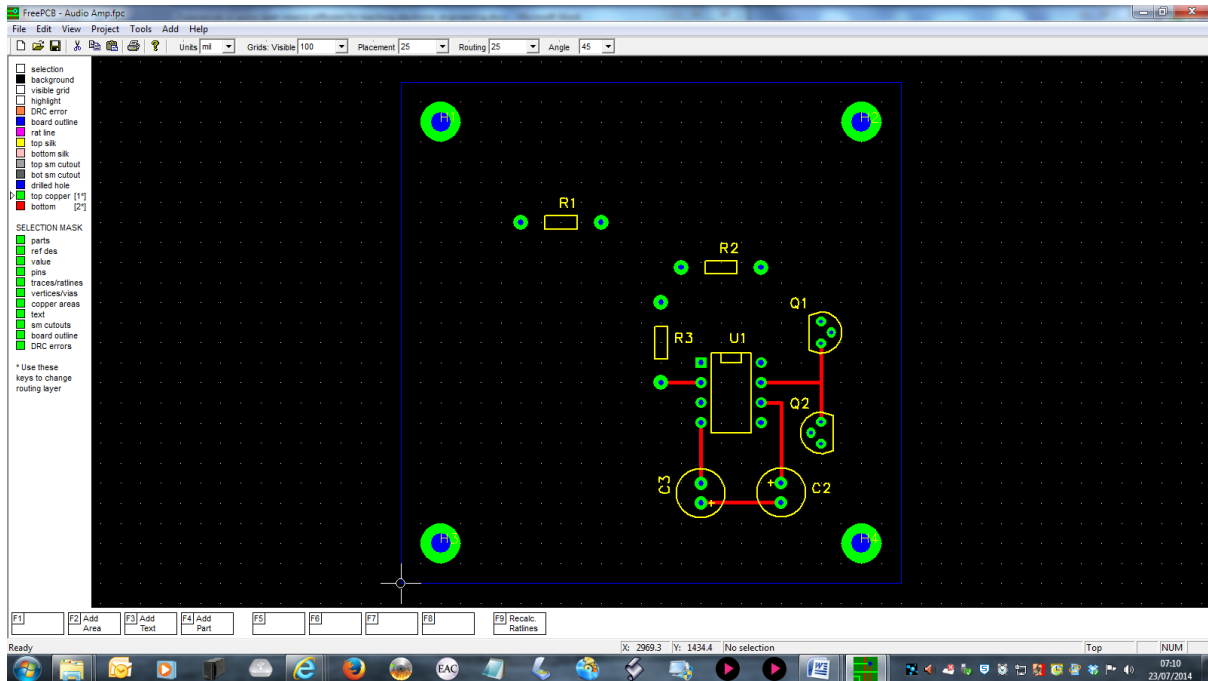 FreePCB - Audio Amp.fpc
File Edit View Project Tools Add Help
Units mil Grids: Visible 100 Placement 25 Routing 25 Angle 45
selection
background
visible grid
highlight
DRC error
board outline
rat line
top silk
bottom silk
top sm cutout
bot sm cutout
drilled hole
top copper [1*]
bottom [2*]
SELECTION MASK
parts
ref des
value
pins
traces/ratlines
vertices/vias
copper areas
text
sm cutouts
board outline
DRC errors
* Use these
keys to change
routing layer
H1
H2
R1
R2
Q1
R3 U1
Q2
C3 + + C2
H3
H4
F1 F2 Add Area F3 Add Text F4 Add Part F5 F6 F7 F8 F9 Recalc. Ratlines
Ready X: 2969.3 Y: 1434.4 No selection Top NUM
EAC
07:10
23/07/2014